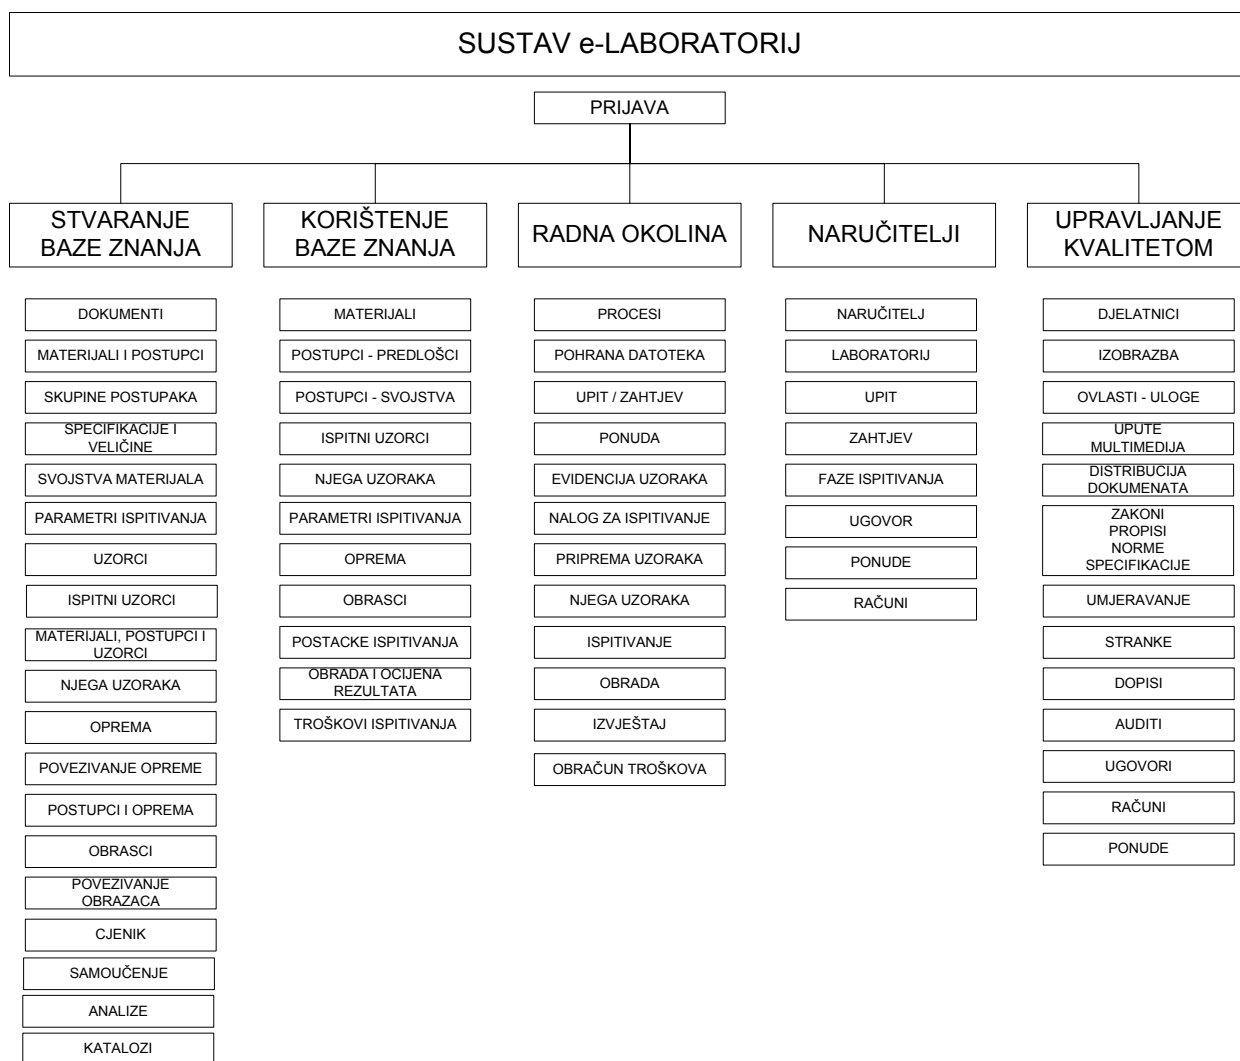 SUSTAV e-LABORATORIJ
PRIJAVA
STVARANJE
BAZE ZNANJA
DOKUMENTI
MATERIJALI I POSTUPCI
SKUPINE POSTUPAKA
SPECIFIKACIJE I
VELIČINE
SVOJSTVA MATERIJALA
PARAMETRI ISPITIVANJA
UZORCI
ISPITNI UZORCI
MATERIJALI, POSTUPCI I
UZORCI
NJEGA UZORAKA
OPREMA
POVEZIVANJE OPREME
POSTUPCI I OPREMA
OBRASCI
POVEZIVANJE
OBRAZACA
CJENIK
SAMOUČENJE
ANALIZE
KATALOZI
KORIŠTENJE
BAZE ZNANJA
MATERIJALI
POSTUPCI - PREDLOŠCI
POSTUPCI - SVOJSTVA
ISPITNI UZORCI
NJEGA UZORAKA
PARAMETRI ISPITIVANJA
OPREMA
OBRASCI
POSTACKE ISPITIVANJA
OBRADA I OCIJENA
REZULTATA
TROŠKOVI ISPITIVANJA
RADNA OKOLINA
PROCESI
POHRANA DATOTEKA
UPIT / ZAHTJEV
PONUDA
EVIDENCIJA UZORAKA
NALOG ZA ISPITIVANJE
PRIPREMA UZORAKA
NJEGA UZORAKA
ISPITIVANJE
OBRADA
IZVJEŠTAJ
OBRAČUN TROŠKOVA
NARUČITELJI
NARUČITELJ
LABORATORIJ
UPIT
ZAHTJEV
FAZE ISPITIVANJA
UGOVOR
PONUDE
RAČUNI
UPRAVLJANJE
KVALITETOM
DJELATNICI
IZOBRAZBA
OVLASTI - ULOGE
UPUTE
MULTIMEDIJA
DISTRIBUCIJA
DOKUMENATA
ZAKONI
PROPISI
NORME
SPECIFIKACIJE
UMJERAVANJE
STRANKE
DOPISI
AUDITI
UGOVORI
RAČUNI
PONUDE